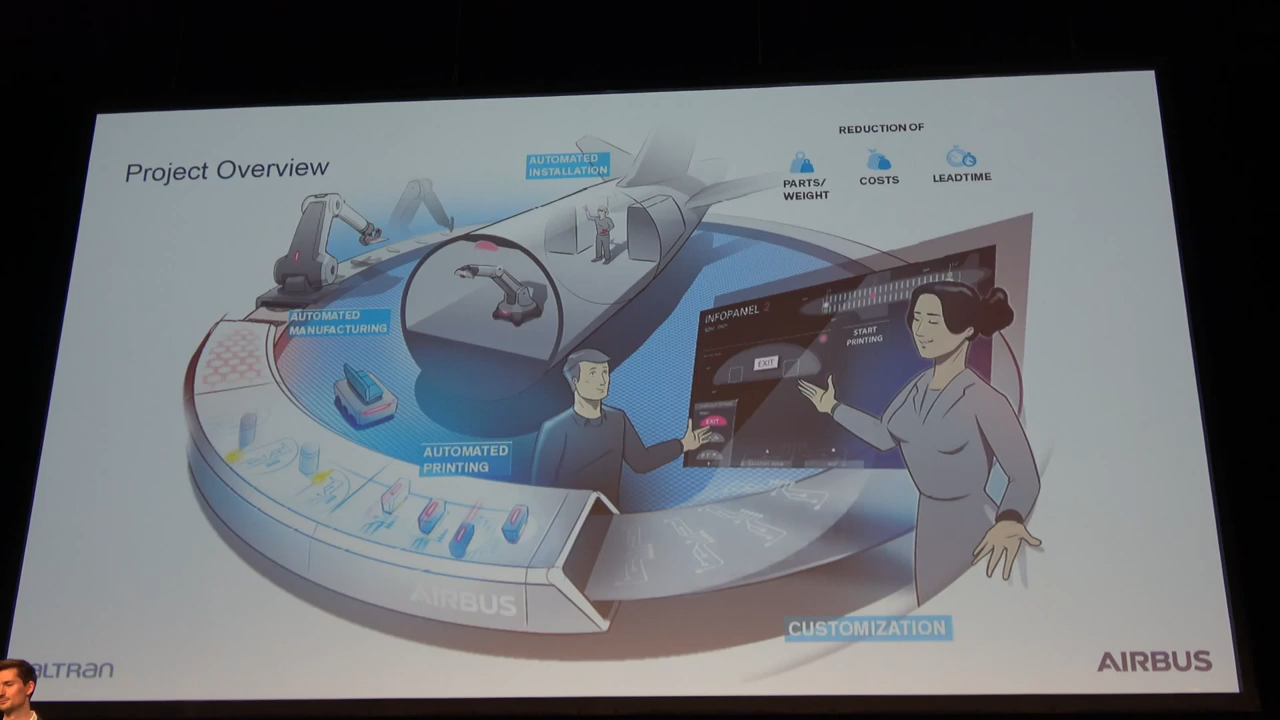 Project Overview
AUTOMATED
INSTALLATION
REDUCTION OF
PARTS/
WEIGHT
COSTS
LEADTIME
AUTOMATED
MANUFACTURING
INFOPANEL 2
START
PRINTING
EXIT
EXIT
AUTOMATED
PRINTING
AIRBUS
CUSTOMIZATION
ALTRAN
AIRBUS